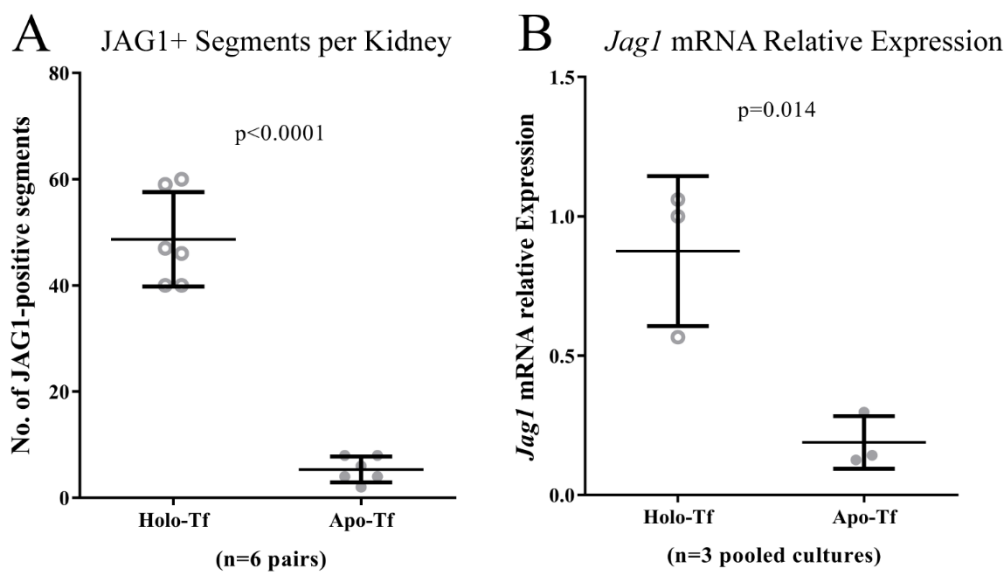 A
JAG1+ Segments per Kidney
No. of JAG1-positive segments
80
60
40
20
0
p<0.0001
Holo-Tf
Apo-Tf
(n=6 pairs)
B
Jag1 mRNA Relative Expression
Jag1 mRNA relative Expression
1.5
1.0
0.5
0.0
p=0.014
Holo-Tf
Apo-Tf
(n=3 pooled cultures)